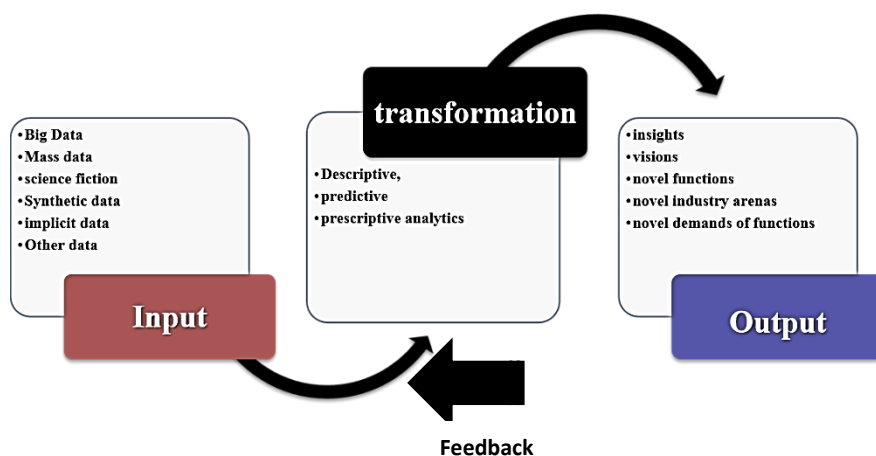 •Big Data
•Mass data
•science fiction
•Synthetic data
•implicit data
•Other data
Input
transformation
•Descriptive,
•predictive
•prescriptive analytics
•insights
•visions
•novel functions
•novel industry arenas
•novel demands of functions
Output
Feedback